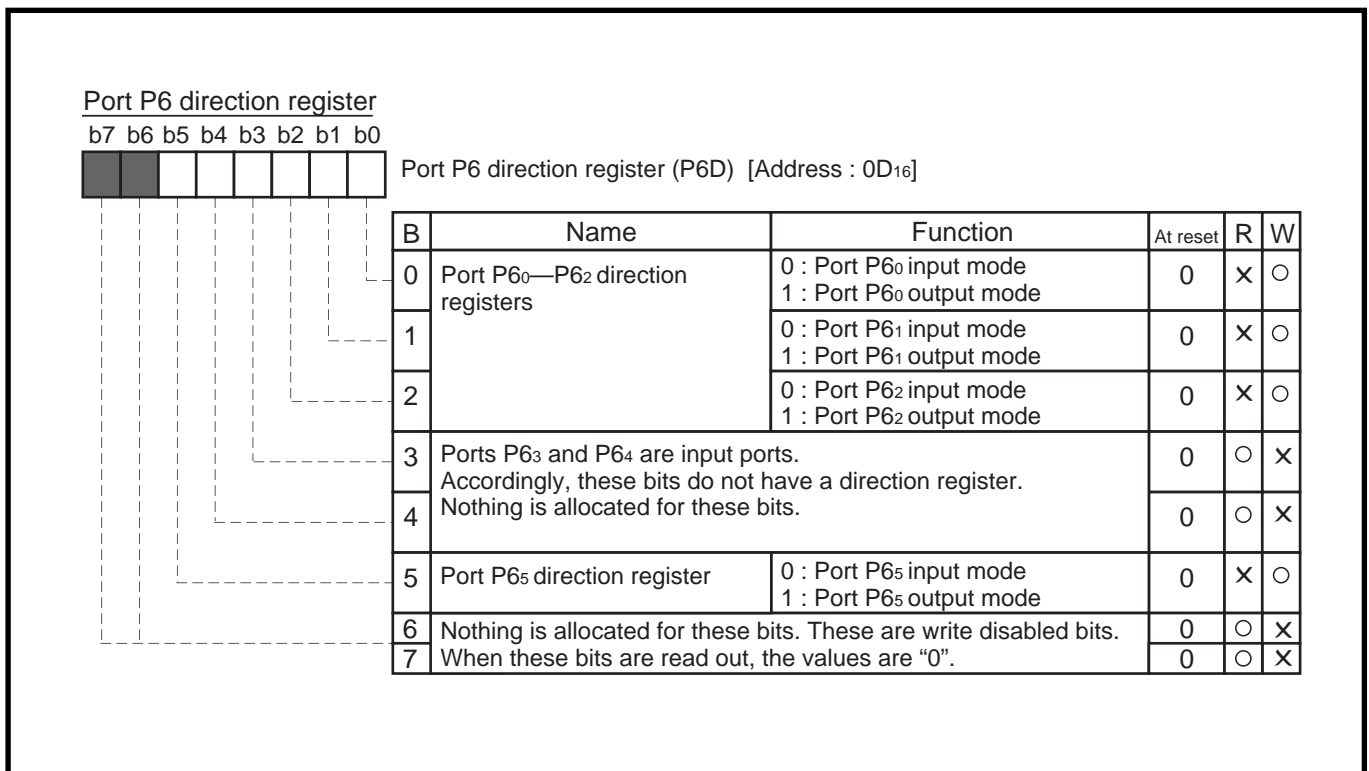 Port P6 direction register
b7 b6 b5 b4 b3 b2 b1 b0
Port P6 direction register (P6D) [Address : 0D16]
B Name Function At reset R W
0 Port P60—P62 direction registers 0 : Port P60 input mode 0 X ○
1 : Port P60 output mode
1 0 : Port P61 input mode 0 X ○
1 : Port P61 output mode
2 0 : Port P62 input mode 0 X ○
1 : Port P62 output mode
3 Ports P63 and P64 are input ports. 0 ○ X
Accordingly, these bits do not have a direction register.
4 Nothing is allocated for these bits. 0 ○ X
5 Port P65 direction register 0 : Port P65 input mode 0 X ○
1 : Port P65 output mode
6 Nothing is allocated for these bits. These are write disabled bits. 0 ○ X
7 When these bits are read out, the values are “0”. 0 ○ X